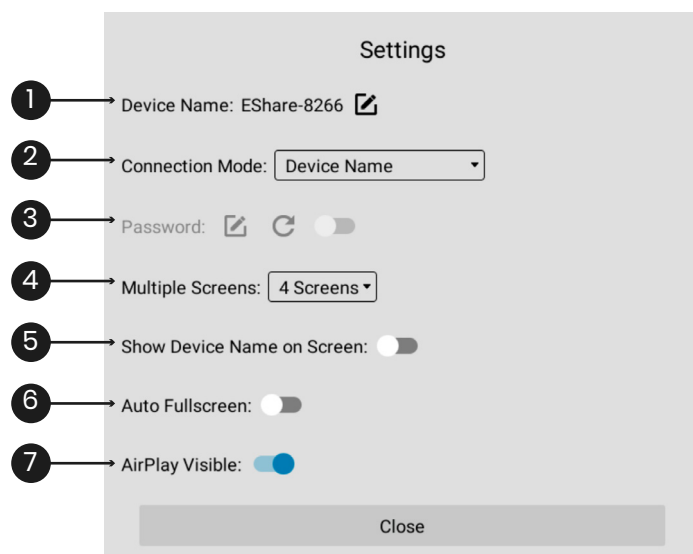 Settings
1 Device Name: EShare-8266
2 Connection Mode: Device Name
3 Password:
4 Multiple Screens: 4 Screens
5 Show Device Name on Screen:
6 Auto Fullscreen:
7 AirPlay Visible:
Close